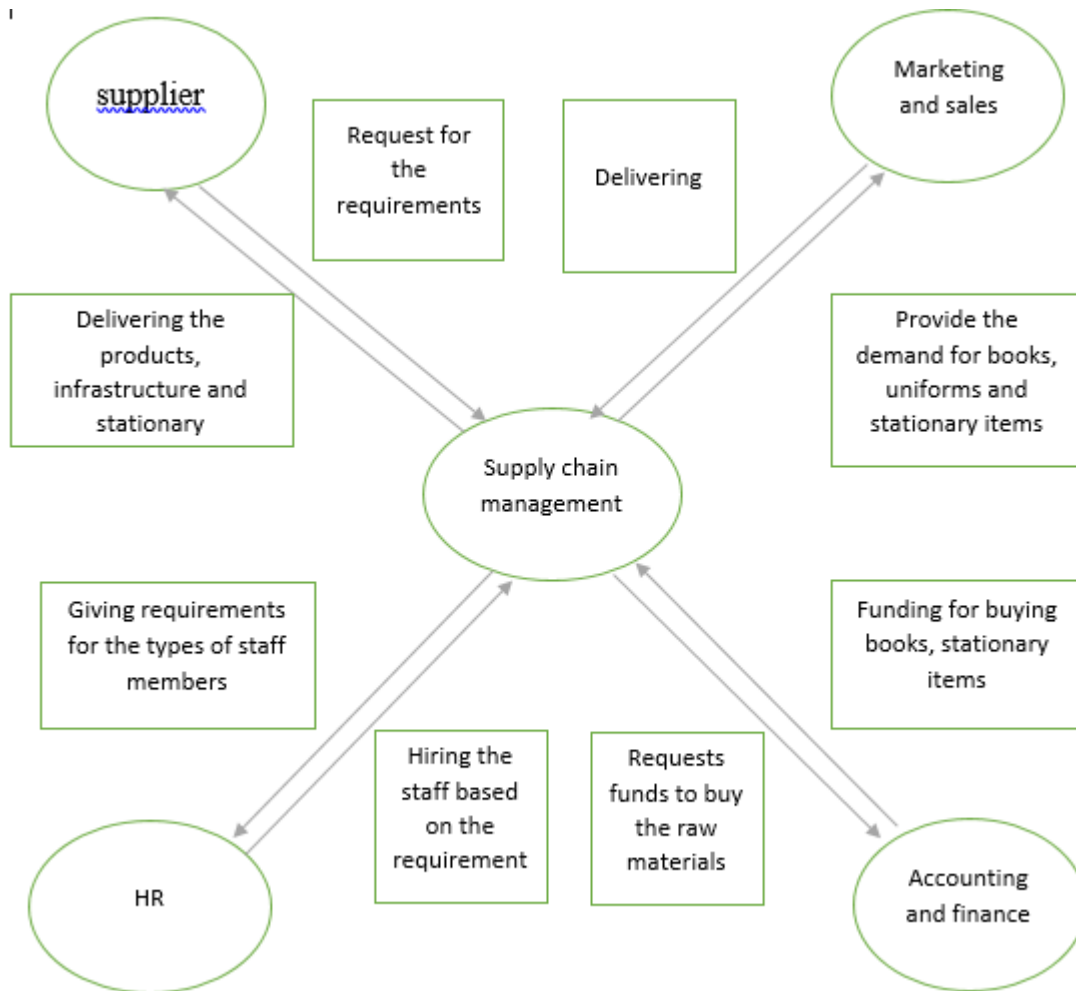 supplier
Request for
the
requirements
Delivering
Marketing
and sales
Delivering the
products,
infrastructure and
stationary
Provide the
demand for books,
uniforms and
stationary items
Supply chain
management
Giving requirements
for the types of staff
members
Funding for buying
books, stationary
items
Hiring the
staff based
on the
requirement
Requests
funds to buy
the raw
materials
HR
Accounting
and finance